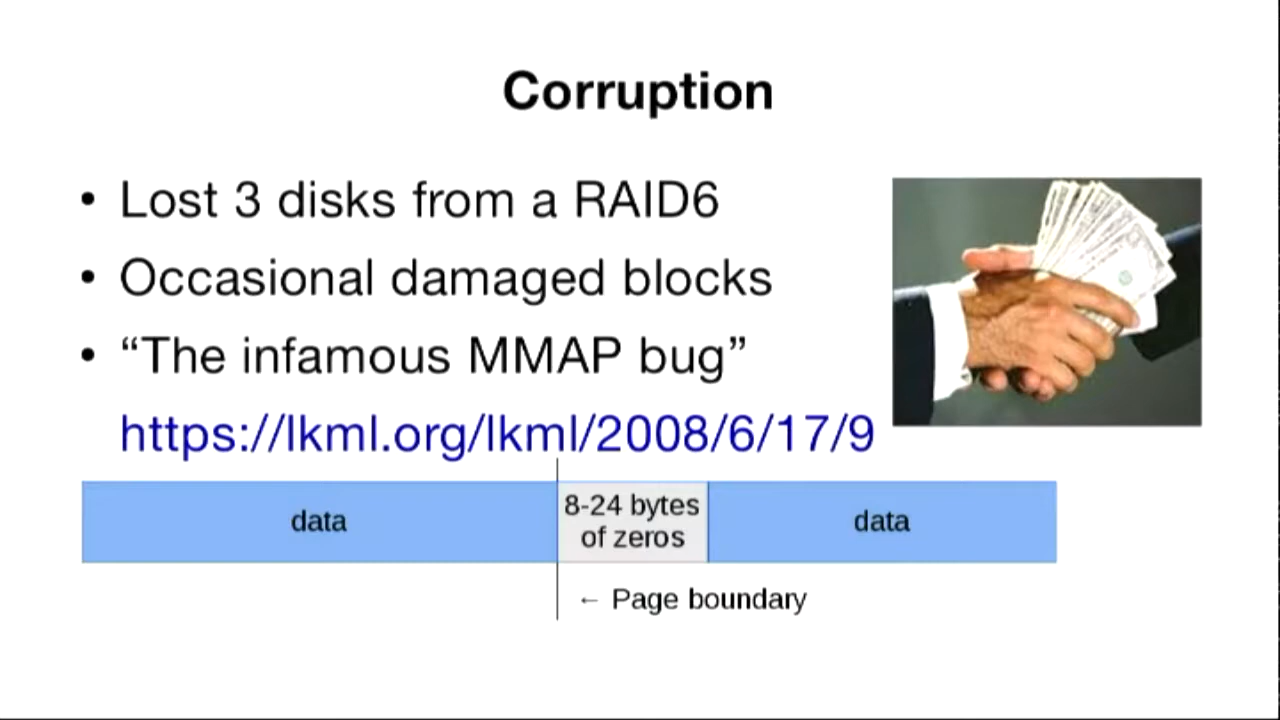 Corruption
• Lost 3 disks from a RAID6
• Occasional damaged blocks
• “The infamous MMAP bug”
https://lkml.org/lkml/2008/6/17/9
data
8-24 bytes
of zeros
data
← Page boundary